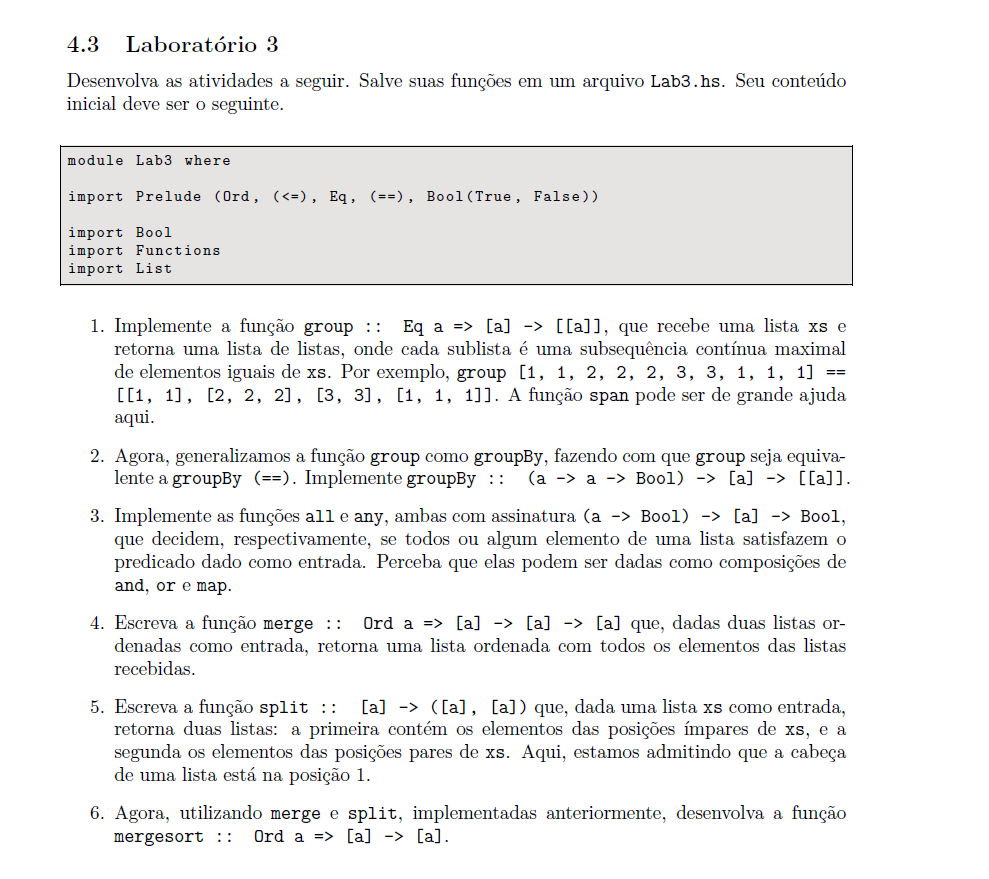 4.3 Laboratório 3
Desenvolva as atividades a seguir. Salve suas funções em um arquivo Lab3.hs. Seu conteúdo
inicial deve ser o seguinte.
module Lab3 where
import Prelude (Ord, (<=), Eq, (==), Bool(True, False))
import Bool
import Functions
import List
1. Implemente a função group :: Eq a => [a] -> [[a]], que recebe uma lista xs e
retorna uma lista de listas, onde cada sublista é uma subsequência contínua maximal
de elementos iguais de xs. Por exemplo, group [1, 1, 2, 2, 2, 3, 3, 1, 1, 1] ==
[[1, 1], [2, 2, 2], [3, 3], [1, 1, 1]]. A função span pode ser de grande ajuda
aqui.
2. Agora, generalizamos a função group como groupBy, fazendo com que group seja equiva-
lente a groupBy (==). Implemente groupBy :: (a -> a -> Bool) -> [a] -> [[a]].
3. Implemente as funções all e any, ambas com assinatura (a -> Bool) -> [a] -> Bool,
que decidem, respectivamente, se todos ou algum elemento de uma lista satisfazem o
predicado dado como entrada. Perceba que elas podem ser dadas como composições de
and, or e map.
4. Escreva a função merge :: Ord a => [a] -> [a] -> [a] que, dadas duas listas or-
denadas como entrada, retorna uma lista ordenada com todos os elementos das listas
recebidas.
5. Escreva a função split :: [a] -> ([a], [a]) que, dada uma lista xs como entrada,
retorna duas listas: a primeira contém os elementos das posições ímpares de xs, e a
segunda os elementos das posições pares de xs. Aqui, estamos admitindo que a cabeça
de uma lista está na posição 1.
6. Agora, utilizando merge e split, implementadas anteriormente, desenvolva a função
mergesort :: Ord a => [a] -> [a].